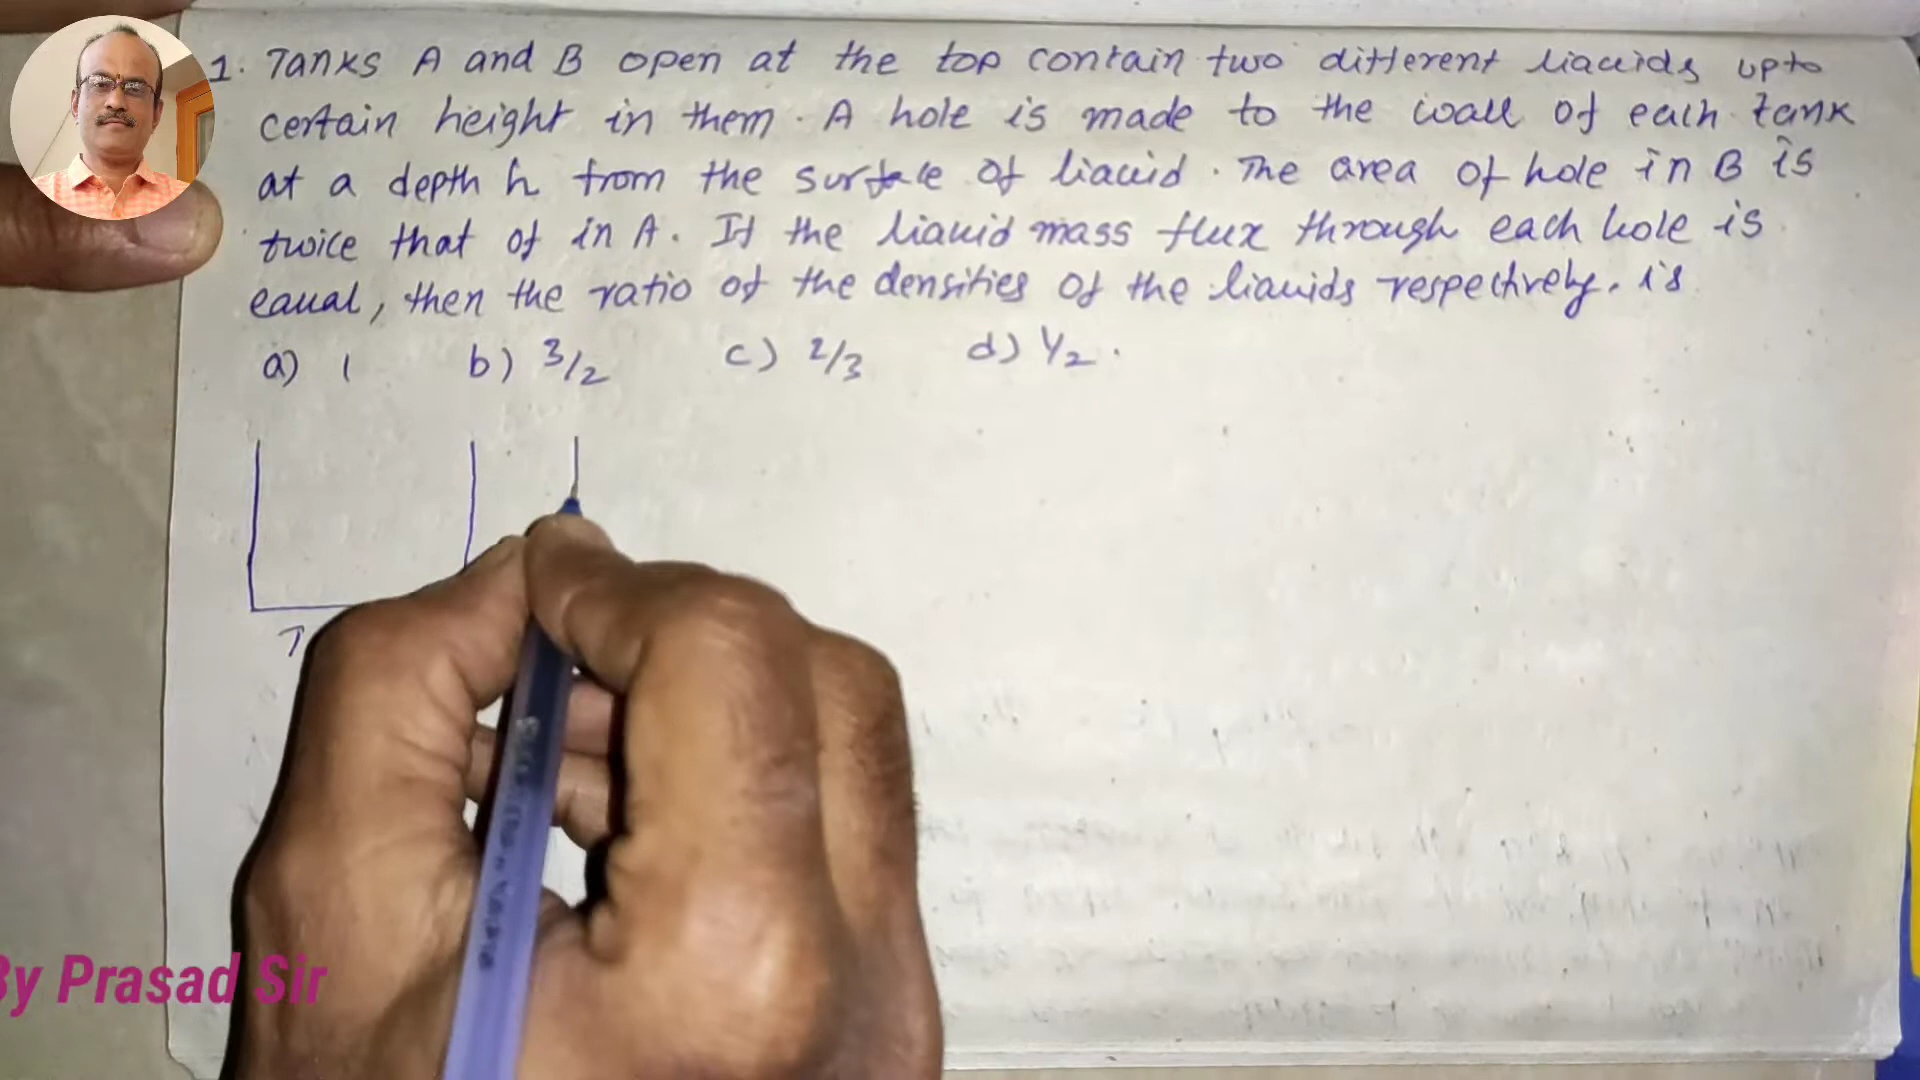 1. Tanks A and B open at the top contain two different liquids upto
certain height in them. A hole is made to the wall of each tank
at a depth h from the surface of liquid. The area of hole in B is
twice that of in A. If the liquid mass flux through each hole is
equal, then the ratio of the densities of the liquids respectively, is
a) 1 b) 3/2 c) 2/3 d) 1/2.
T
By Prasad Sir